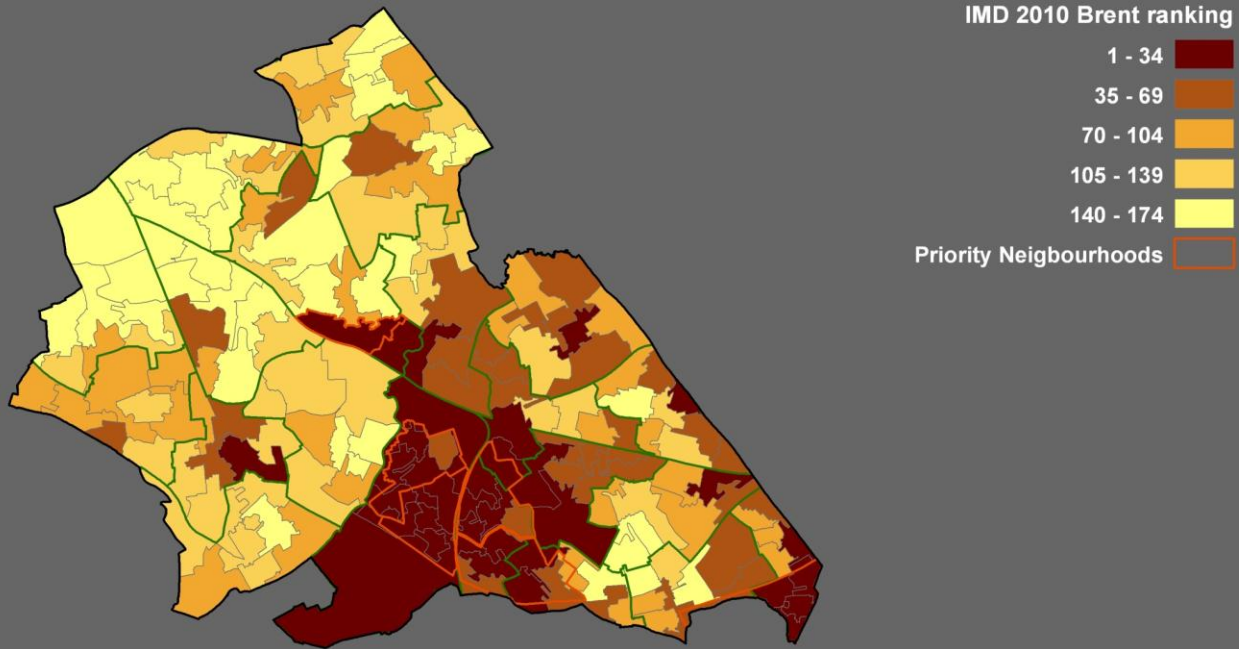 IMD 2010 Brent ranking
1 - 34
35 - 69
70 - 104
105 - 139
140 - 174
Priority Neigbourhoods